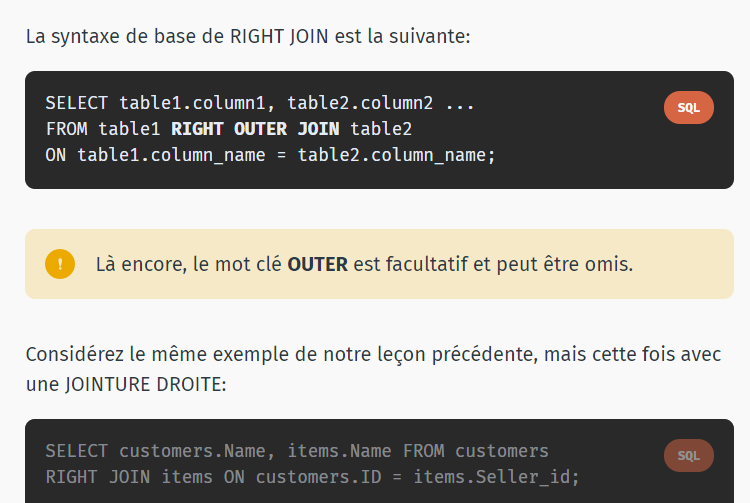 La syntaxe de base de RIGHT JOIN est la suivante:
SELECT table1.column1, table2.column2 ...
SQL
FROM table1 RIGHT OUTER JOIN table2
ON table1.column_name = table2.column_name;
!
Là encore, le mot clé OUTER est facultatif et peut être omis.
Considérez le même exemple de notre leçon précédente, mais cette fois avec
une JOINTURE DROITE:
SELECT customers.Name, items.Name FROM customers
SQL
RIGHT JOIN items ON customers.ID = items.Seller_id;